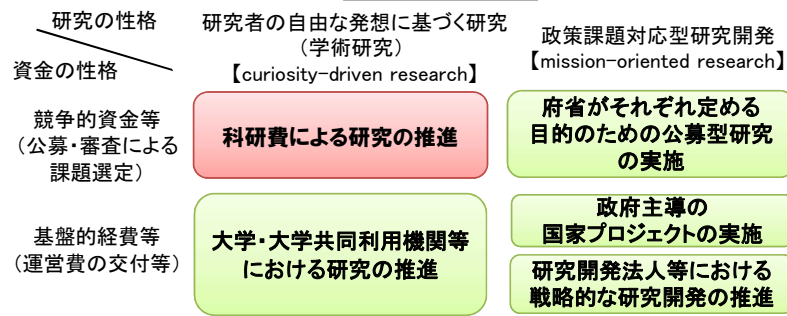 研究の性格
資金の性格
研究者の自由な発想に基づく研究
(学術研究)
【curiosity-driven research】
政策課題対応型研究開発
【mission-oriented research】
競争的資金等
(公募・審査による
課題選定)
科研費による研究の推進
府省がそれぞれ定める
目的のための公募型研究
の実施
基盤的経費等
(運営費の交付等)
大学・大学共同利用機関等
における研究の推進
政府主導の
国家プロジェクトの実施
研究開発法人等における
戦略的な研究開発の推進